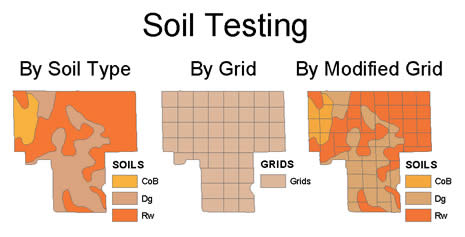 Soil Testing
By Soil Type
By Grid
By Modified Grid
SOILS
CoB
Dg
Rw
GRIDS
Grids
SOILS
CoB
Dg
Rw